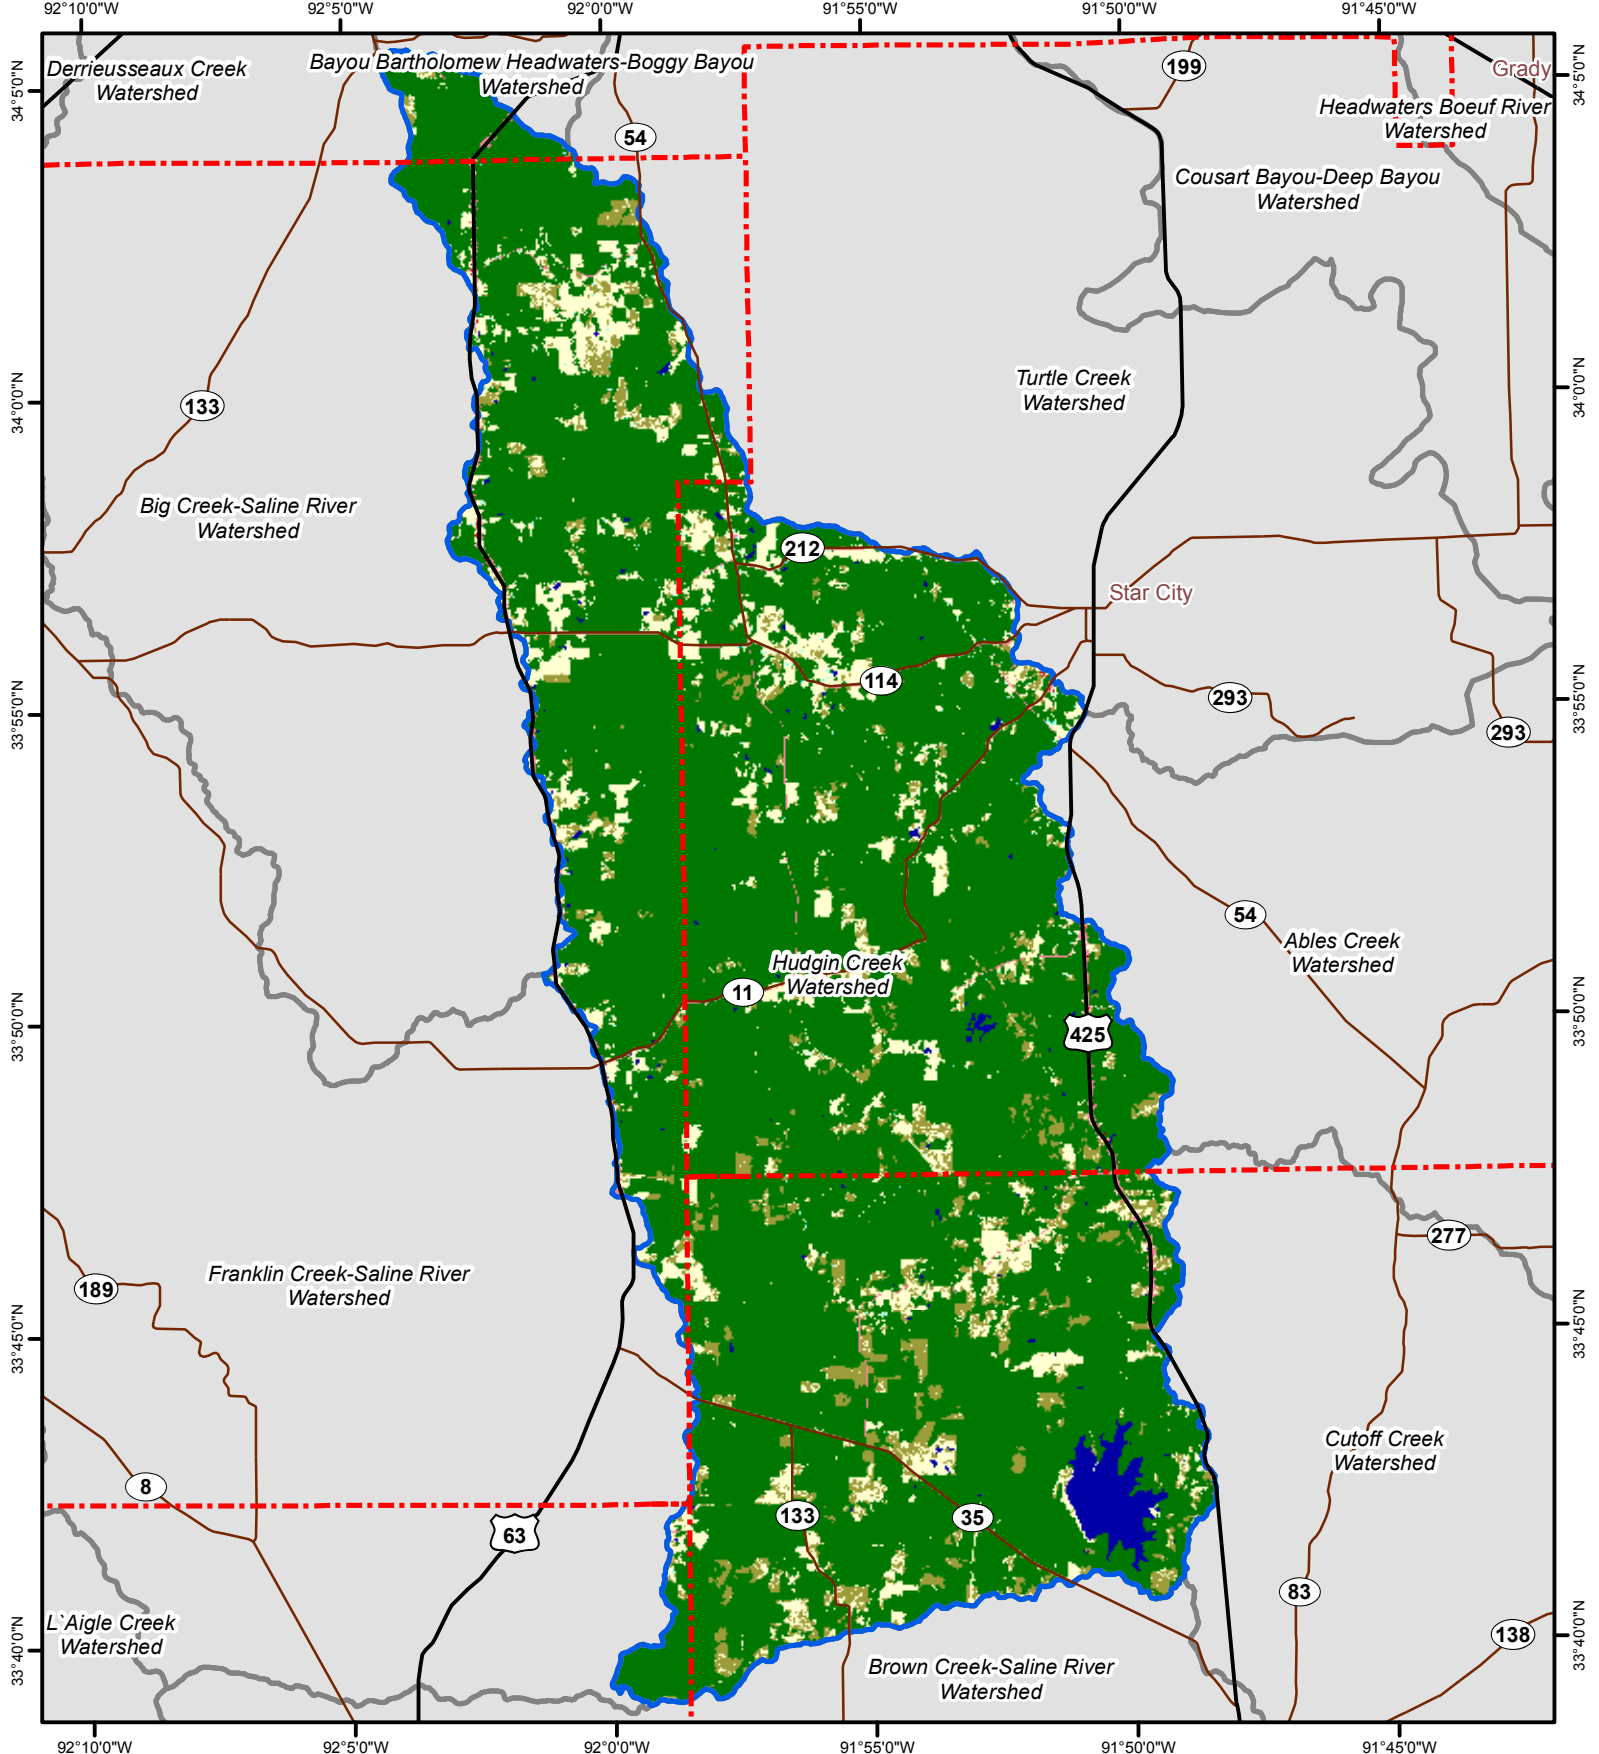 92°10'0"W
92°5'0"W
92°0'0"W
91°55'0"W
91°50'0"W
91°45'0"W
34°5'0"N
34°5'0"N
Derrieusseaux Creek
Watershed
Bayou Bartholomew Headwaters-Boggy Bayou
Watershed
199
Grady
Headwaters Boeuf River
Watershed
54
Cousart Bayou-Deep Bayou
Watershed
34°0'0"N
34°0'0"N
133
Turtle Creek
Watershed
Big Creek-Saline River
Watershed
212
Star City
114
293
293
33°55'0"N
33°55'0"N
54
Ables Creek
Watershed
Hudgin Creek
Watershed
11
425
33°50'0"N
33°50'0"N
277
Franklin Creek-Saline River
Watershed
189
33°45'0"N
33°45'0"N
Cutoff Creek
Watershed
8
133
35
63
83
L`Aigle Creek
Watershed
138
33°40'0"N
33°40'0"N
Brown Creek-Saline River
Watershed
92°10'0"W
92°5'0"W
92°0'0"W
91°55'0"W
91°50'0"W
91°45'0"W